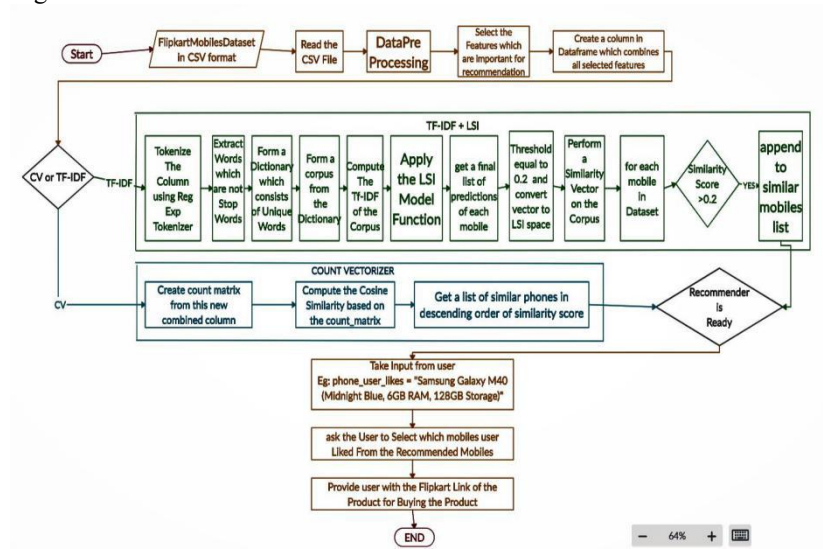 Start
FlipkartMobilesDataset
in CSV format
Read the
CSV File
DataPre
Processing
Select the
Features which
are important for
recommendation
Create a column in
Dataframe which combines
all selected features
TF-IDF + LSI
CV or TF-IDF
TF-IDF
Tokenize
The
Column
using Reg
Exp
Tokenizer
Extract
Words
which
are not
Stop
Words
Form a
Dictionary
which
consists
of Unique
Words
Form a
corpus
from
the
Dictionary
Compute
The
Tf-IDF
of the
Corpus
Apply
the LSI
Model
Function
get a final
list of
predictions
of each
mobile
Threshold
equal to
0.2 and
convert
vector to
LSI space
Perform
a
Similarity
Vector
on the
Corpus
for each
mobile
in
Dataset
Similarity
Score
>0.2
YES
append
to
similar
mobiles
list
COUNT VECTORIZER
CV
Create count matrix
from this new
combined column
Compute the Cosine
Similarity based on
the count_matrix
Get a list of similar phones in
descending order of similarity score
Recommender
is
Ready
Take Input from user
Eg: phone_user_likes = "Samsung Galaxy M40
(Midnight Blue, 6GB RAM, 128GB Storage)"
ask the User to Select which mobiles user
Liked From the Recommended Mobiles
Provide user with the Flipkart Link of the
Product for Buying the Product
END
− 64% +